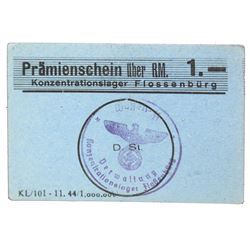 Prämienschein über RM. 1.—
Konzentrationslager Flossenbürg
D. St.
Verwaltung
Konzentrationslager Flossenbürg
KL/101 - 11. 44/1.000.000